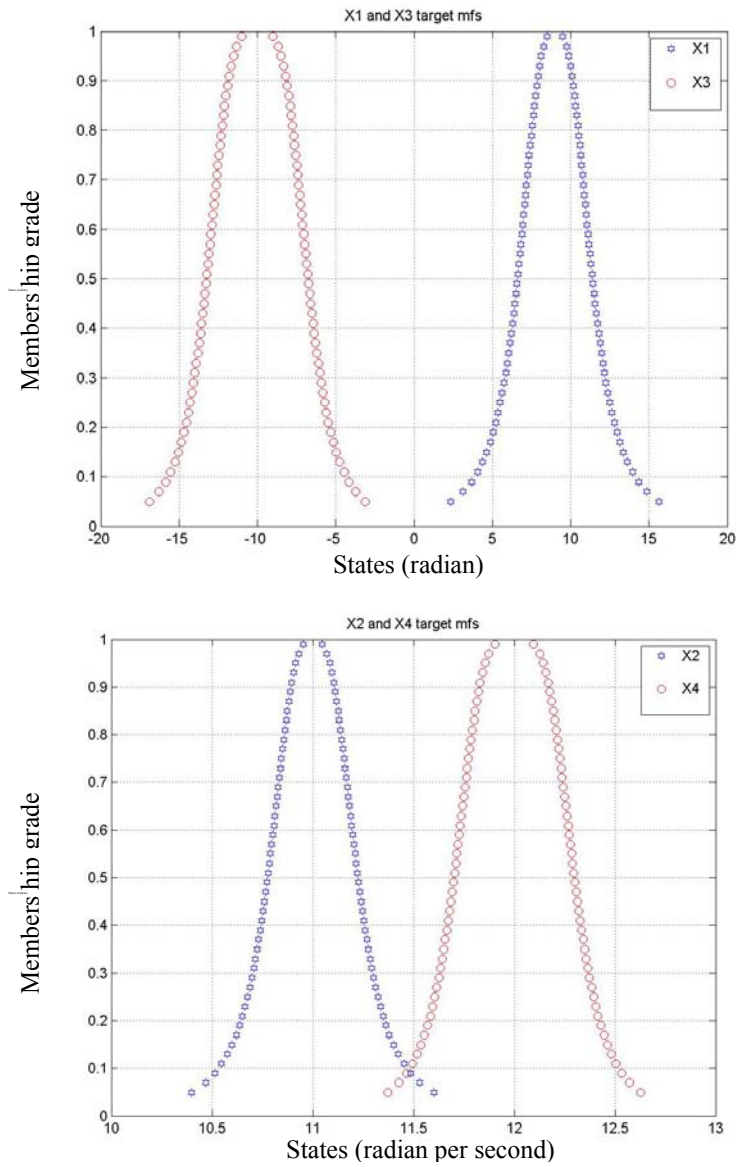 X1 and X3 target mfs
1
0.9
0.8
0.7
0.6
0.5
0.4
0.3
0.2
0.1
0
Membership grade
X1
X3
-20 -15 -10 -5 0 5 10 15 20
States (radian)
X2 and X4 target mfs
1
0.9
0.8
0.7
0.6
0.5
0.4
0.3
0.2
0.1
0
Membership grade
X2
X4
10 10.5 11 11.5 12 12.5 13
States (radian per second)